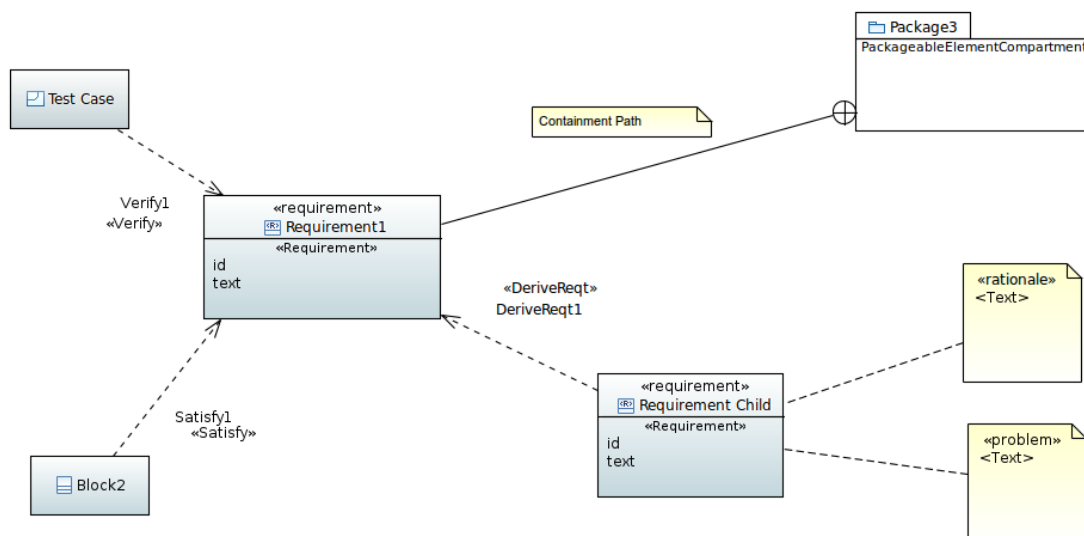 Package3
PackageableElementCompartment
Test Case
Containment Path
Verify1
«Verify»
«requirement»
Requirement1
«Requirement»
id
text
«DeriveReqt»
DeriveReqt1
«rationale»
<Text>
Satisfy1
«Satisfy»
«requirement»
Requirement Child
«Requirement»
id
text
«problem»
<Text>
Block2